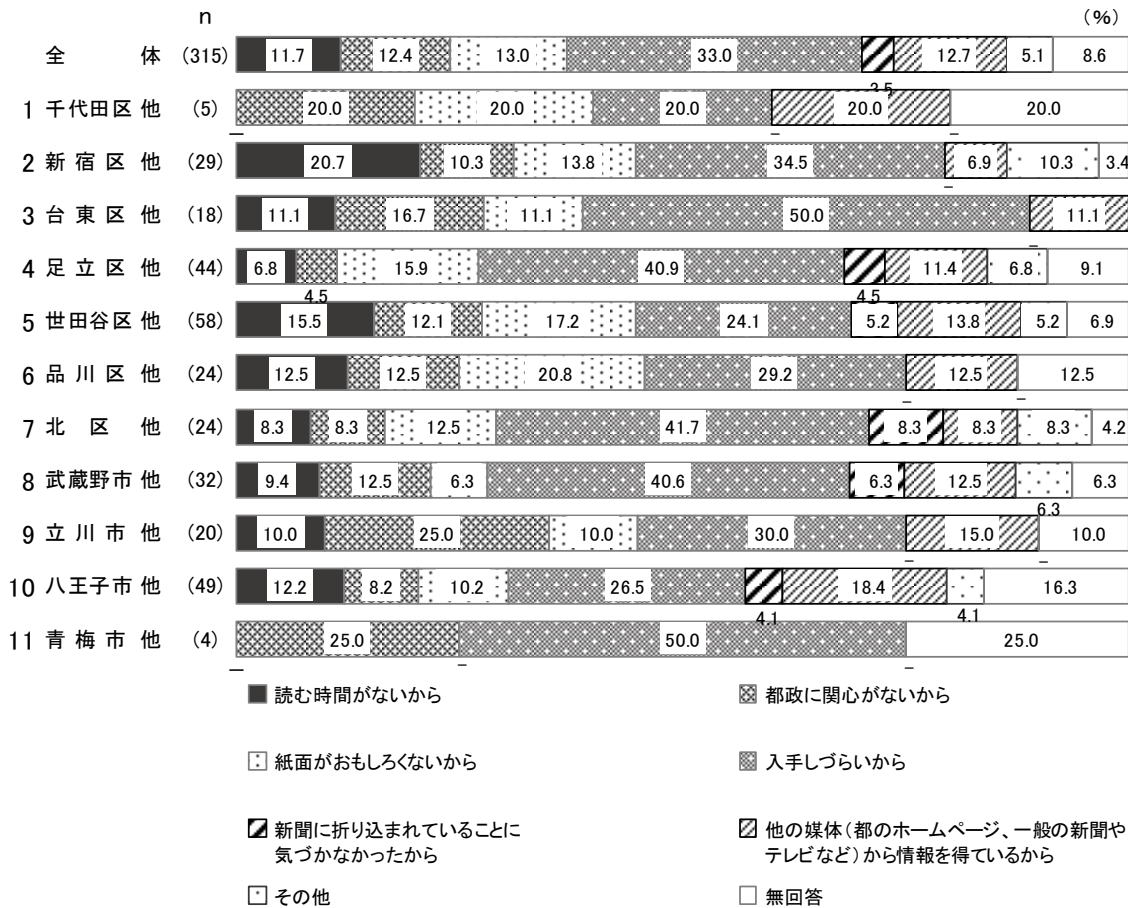 n
（％）
全体 (315) 11.7 12.4 13.0 33.0 3.5 12.7 5.1 8.6
1 千代田区他 (5) － 20.0 20.0 20.0 － 20.0 － 20.0
2 新宿区他 (29) 20.7 10.3 13.8 34.5 － 6.9 10.3 3.4
3 台東区他 (18) 11.1 16.7 11.1 50.0 － 11.1
4 足立区他 (44) 6.8 4.5 15.9 40.9 4.5 11.4 6.8 9.1
5 世田谷区他 (58) 15.5 12.1 17.2 24.1 5.2 13.8 5.2 6.9
6 品川区他 (24) 12.5 12.5 20.8 29.2 － 12.5 － 12.5
7 北区他 (24) 8.3 8.3 12.5 41.7 8.3 8.3 8.3 4.2
8 武蔵野市他 (32) 9.4 12.5 6.3 40.6 6.3 12.5 6.3 6.3
9 立川市他 (20) 10.0 25.0 10.0 30.0 － 15.0 － 10.0
10 八王子市他 (49) 12.2 8.2 10.2 26.5 4.1 18.4 4.1 16.3
11 青梅市他 (4) － 25.0 － 50.0 － 25.0
読む時間がないから
都政に関心がないから
紙面がおもしろくないから
入手しづらいから
新聞に折り込まれていることに
気づかなかったから
他の媒体（都のホームページ、一般の新聞や
テレビなど）から情報を得ているから
その他
無回答